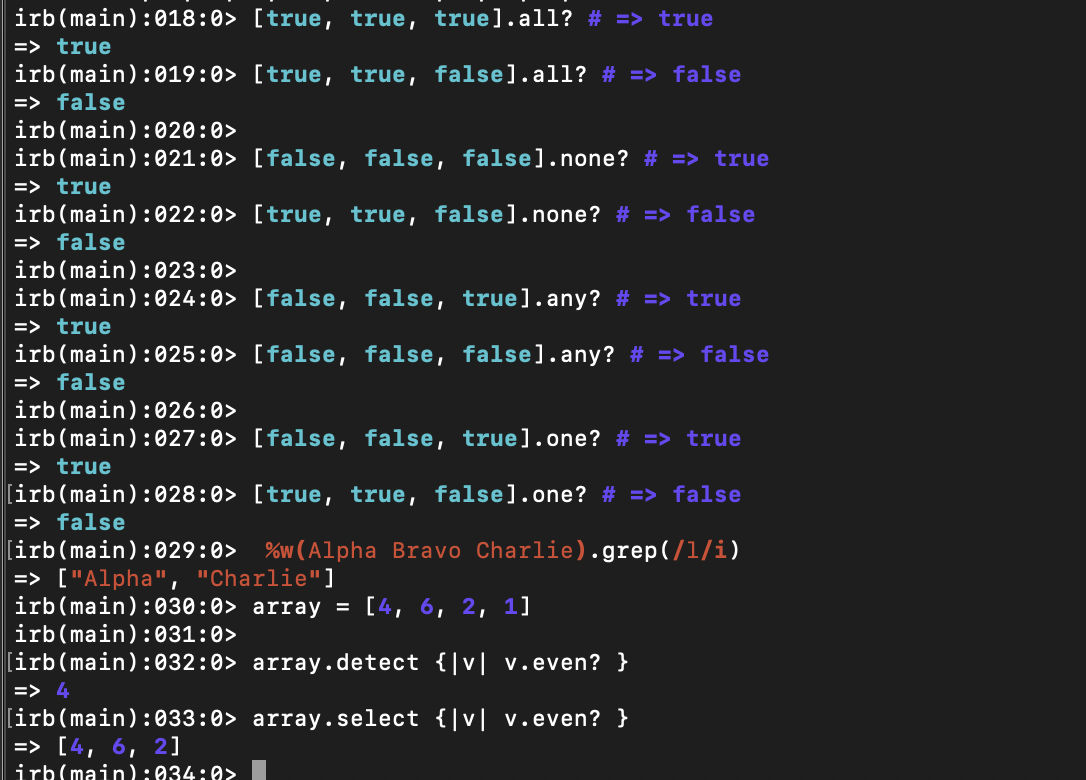 irb(main):018:0> [true, true, true].all? # => true
=> true
irb(main):019:0> [true, true, false].all? # => false
=> false
irb(main):020:0>
irb(main):021:0> [false, false, false].none? # => true
=> true
irb(main):022:0> [true, true, false].none? # => false
=> false
irb(main):023:0>
irb(main):024:0> [false, false, true].any? # => true
=> true
irb(main):025:0> [false, false, false].any? # => false
=> false
irb(main):026:0>
irb(main):027:0> [false, false, true].one? # => true
=> true
[irb(main):028:0> [true, true, false].one? # => false
=> false
[irb(main):029:0>  %w(Alpha Bravo Charlie).grep(/l/i)
=> ["Alpha", "Charlie"]
irb(main):030:0> array = [4, 6, 2, 1]
irb(main):031:0>
[irb(main):032:0> array.detect {|v| v.even? }
=> 4
[irb(main):033:0> array.select {|v| v.even? }
=> [4, 6, 2]
irb(main):034:0>